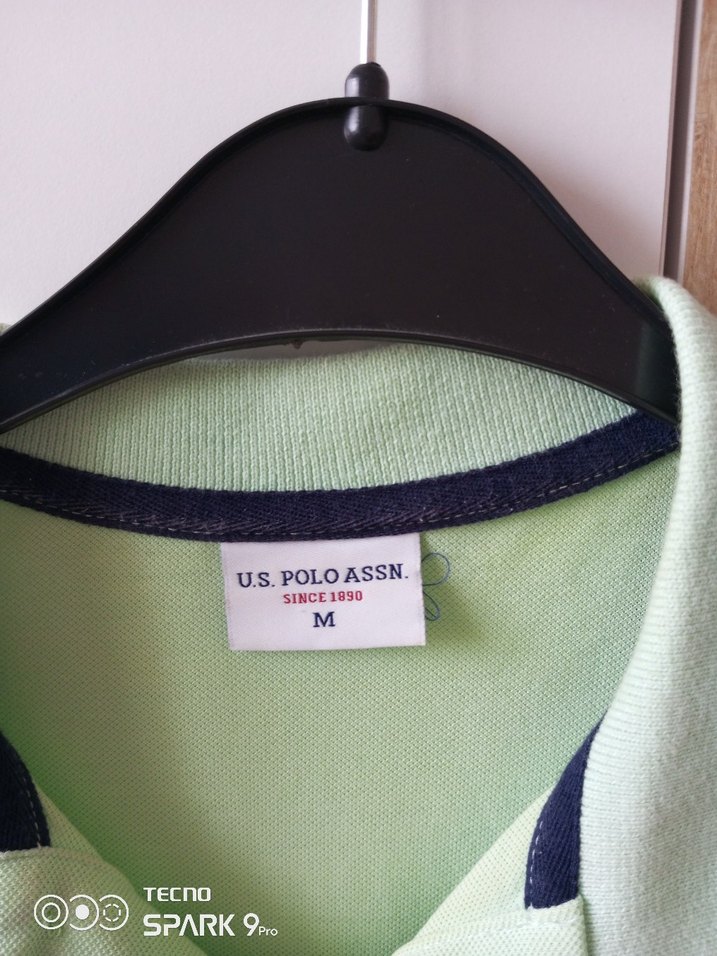 U.S. POLO ASSN.
SINCE 1890
M
TECNO
SPARK 9Pro